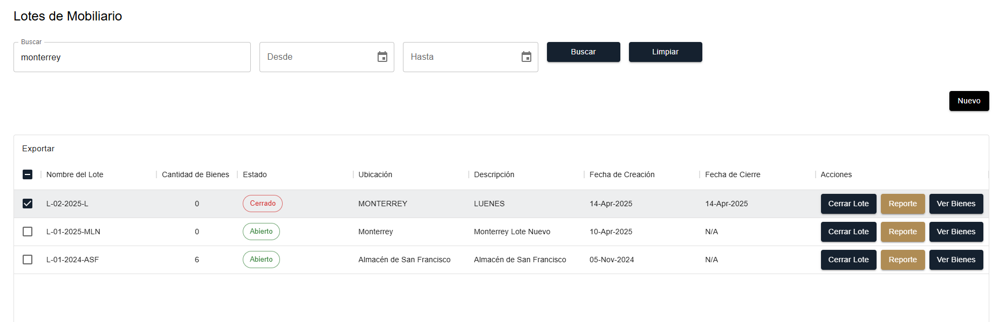 Lotes de Mobiliario
Buscar
monterrey
Desde
Hasta
Buscar
Limpiar
Nuevo
Exportar
Nombre del Lote Cantidad de Bienes Estado Ubicación Descripción Fecha de Creación Fecha de Cierre Acciones
L-02-2025-L 0 Cerrado MONTERREY LUENES 14-Apr-2025 14-Apr-2025 Cerrar Lote Reporte Ver Bienes
L-01-2025-MLN 0 Abierto Monterrey Monterrey Lote Nuevo 10-Apr-2025 N/A Cerrar Lote Reporte Ver Bienes
L-01-2024-ASF 6 Abierto Almacén de San Francisco Almacén de San Francisco 05-Nov-2024 N/A Cerrar Lote Reporte Ver Bienes